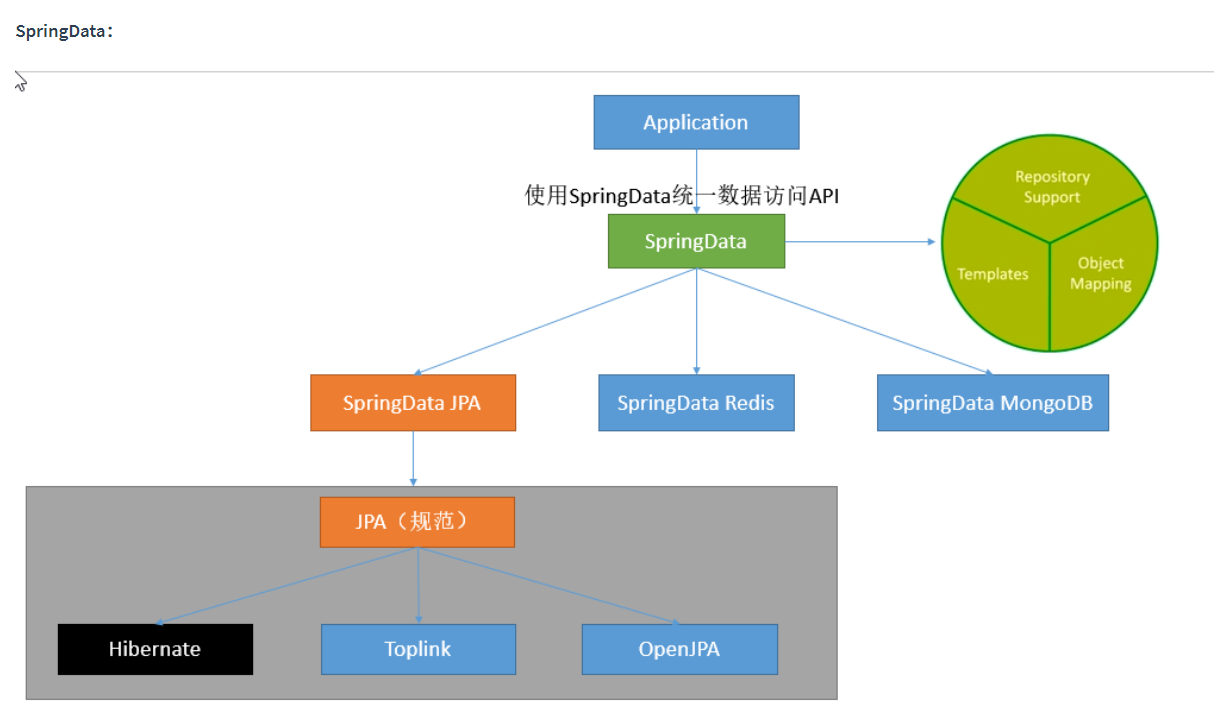 SpringData：
Application
使用SpringData统一数据访问API
SpringData
Repository
Support
Templates
Object
Mapping
SpringData JPA
SpringData Redis
SpringData MongoDB
JPA（规范）
Hibernate
Toplink
OpenJPA